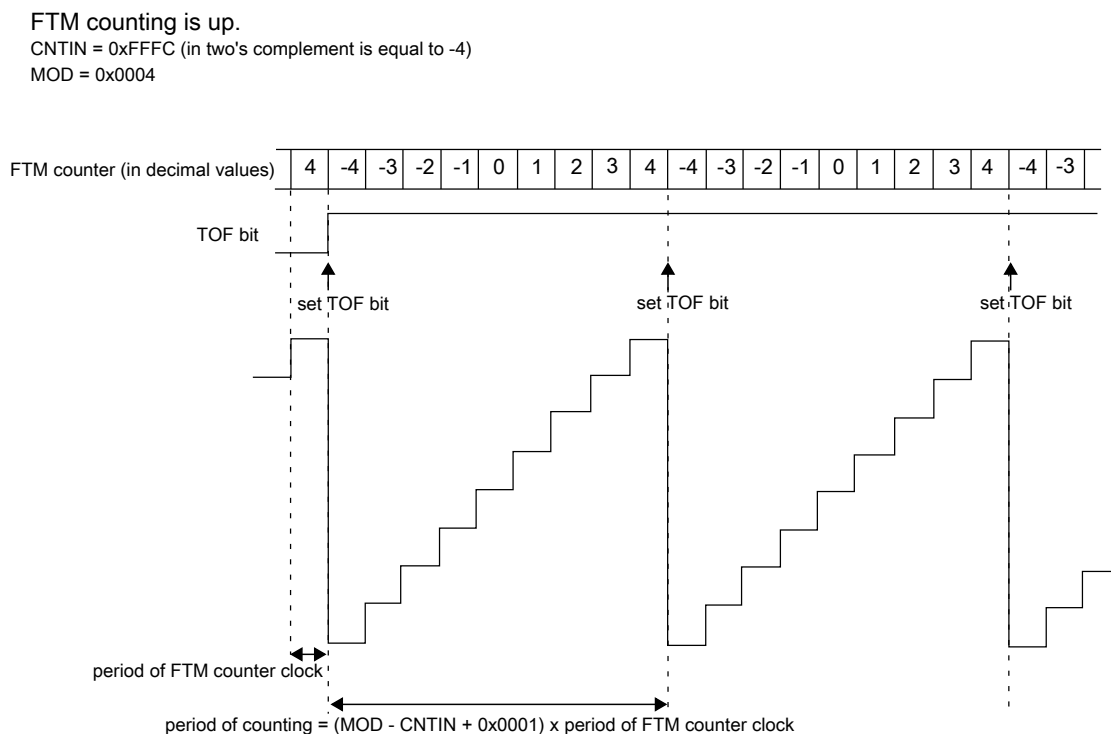 FTM counting is up.
CNTIN = 0xFFFC (in two's complement is equal to -4)
MOD = 0x0004
FTM counter (in decimal values) 4 -4 -3 -2 -1 0 1 2 3 4 -4 -3 -2 -1 0 1 2 3 4 -4 -3
TOF bit
set TOF bit set TOF bit set TOF bit
period of FTM counter clock
period of counting = (MOD - CNTIN + 0x0001) x period of FTM counter clock